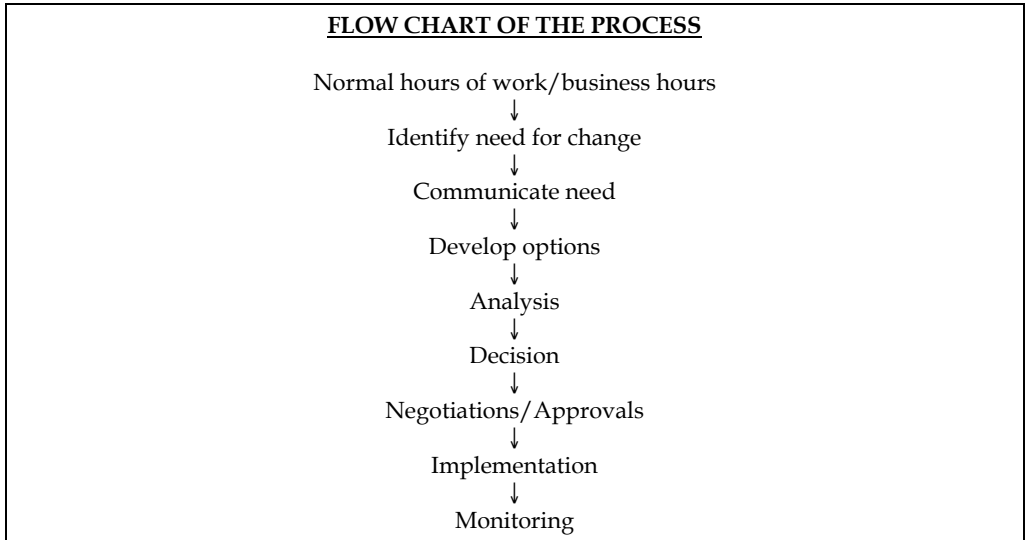 FLOW CHART OF THE PROCESS
Normal hours of work/business hours
↓
Identify need for change
↓
Communicate need
↓
Develop options
↓
Analysis
↓
Decision
↓
Negotiations/Approvals
↓
Implementation
↓
Monitoring